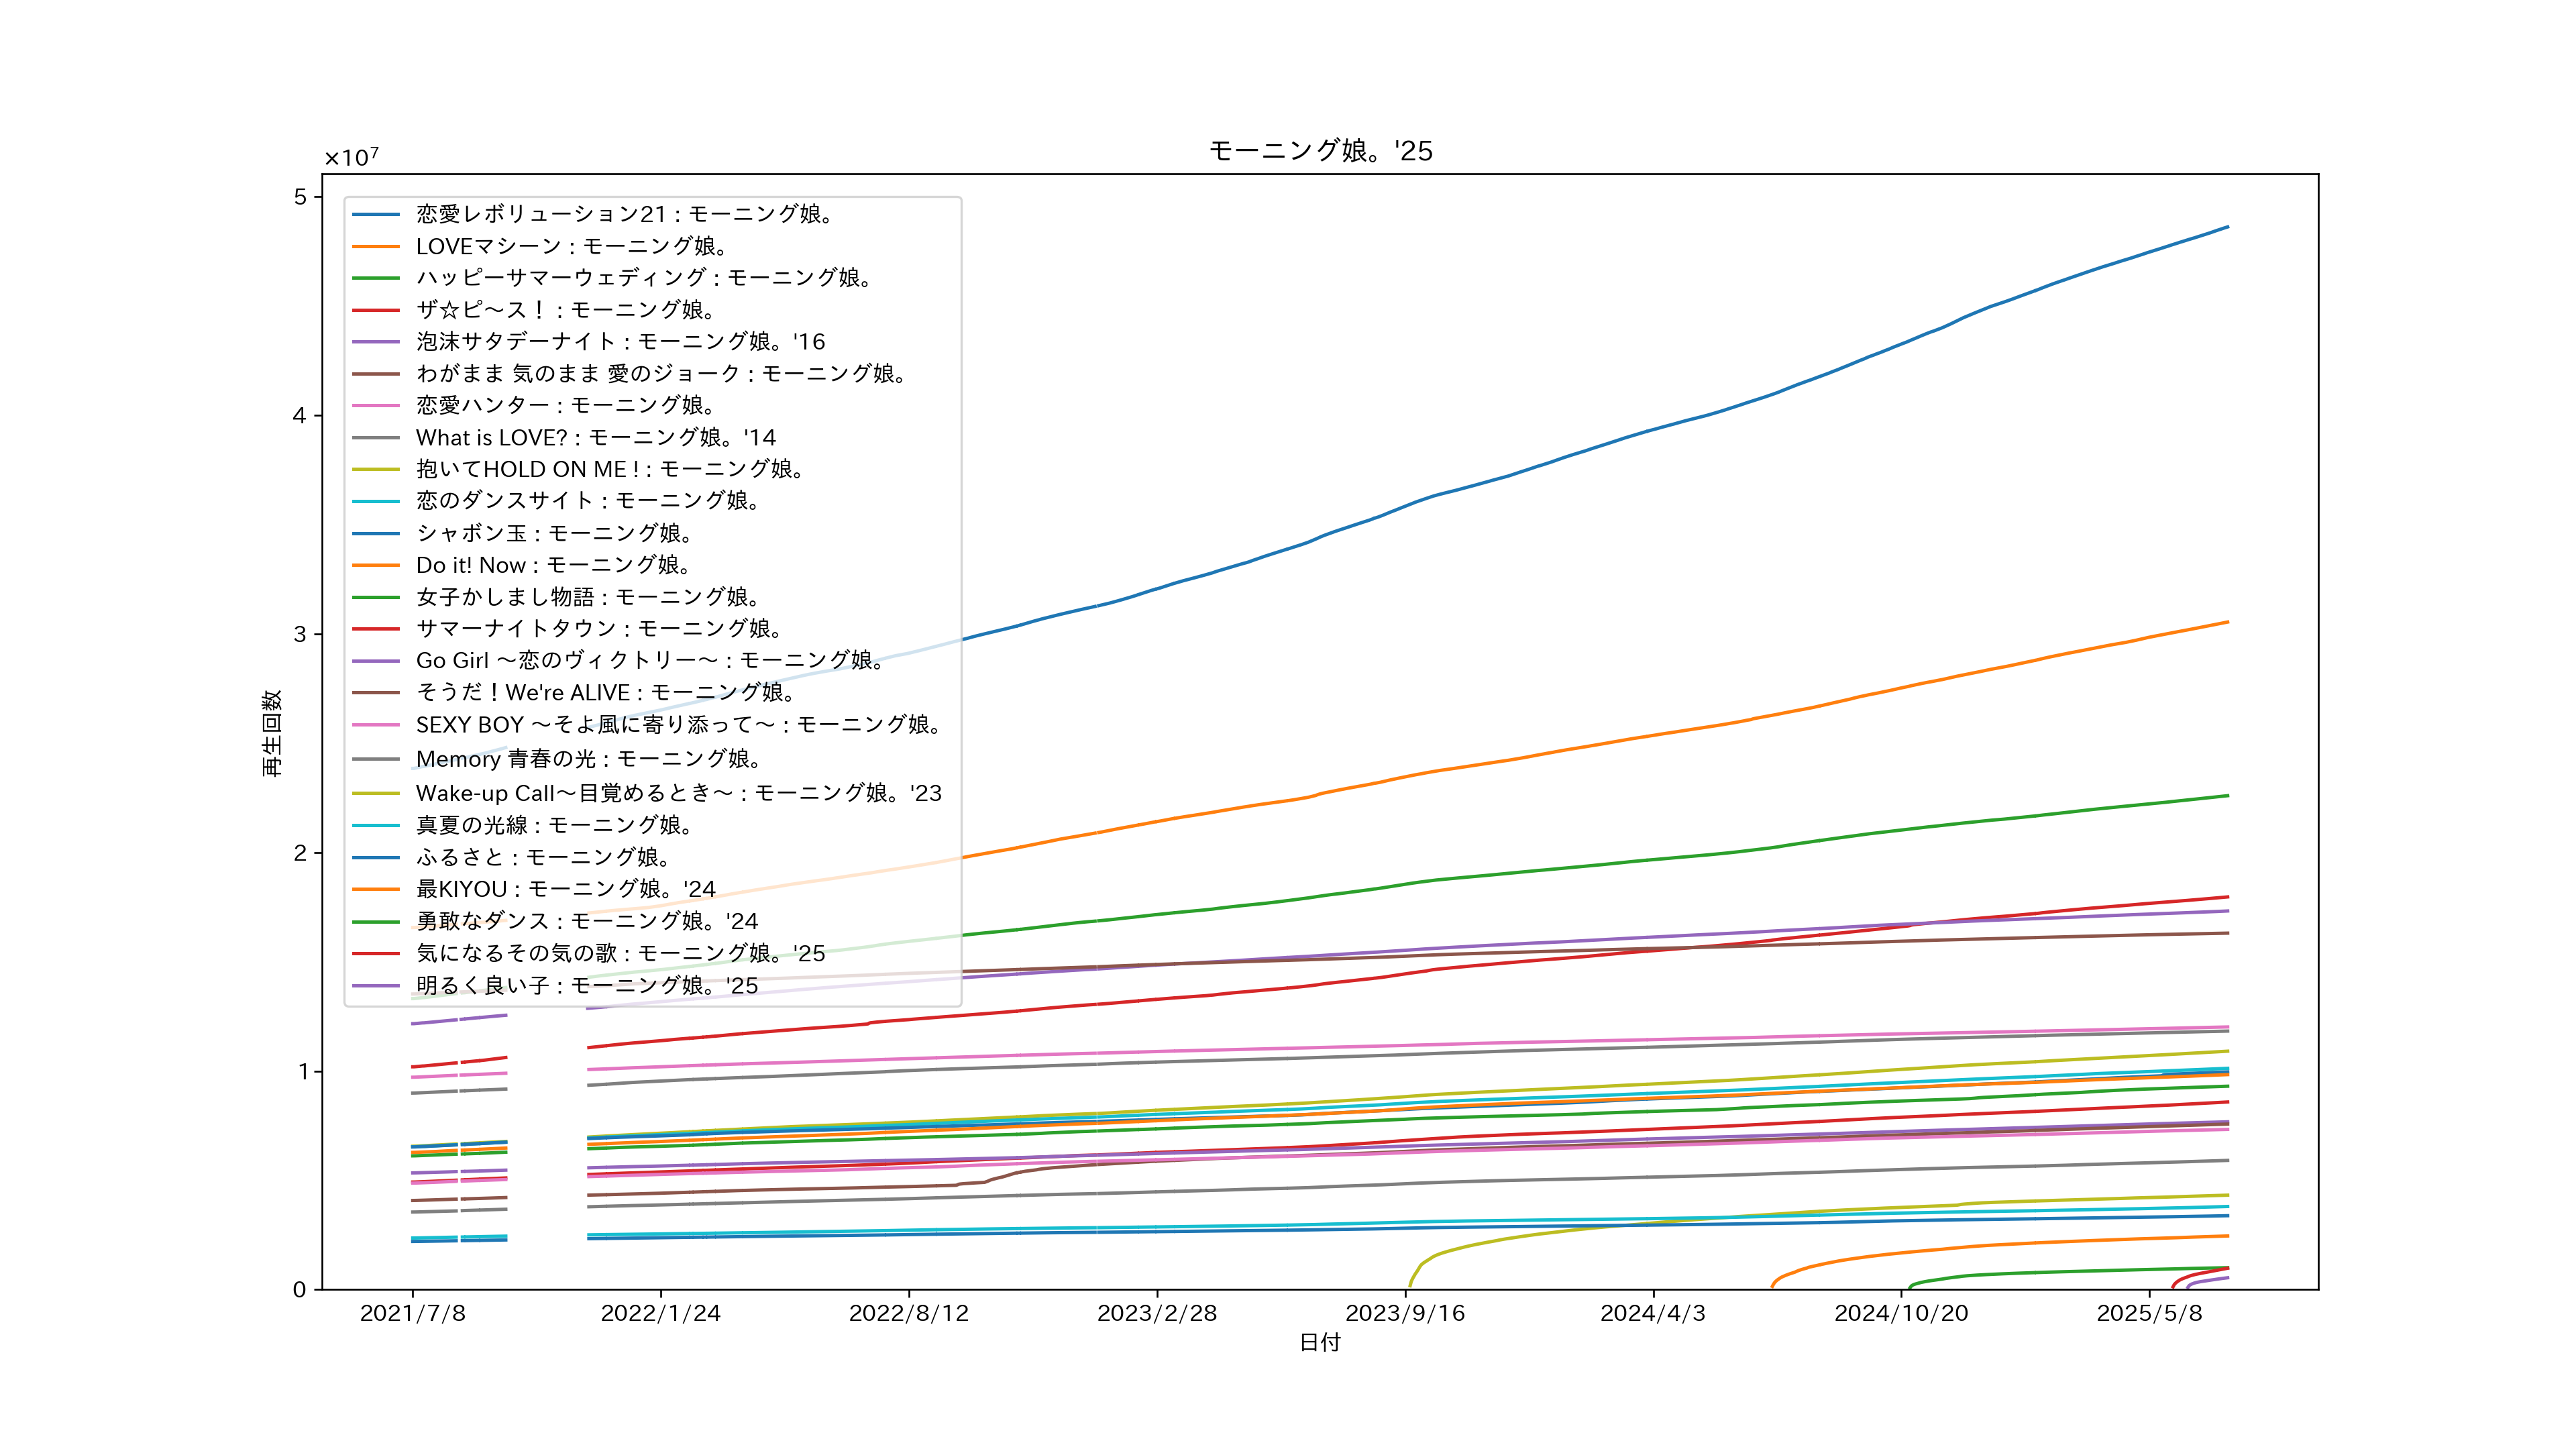 モーニング娘。'25
×10⁷
5
4
3
2
1
0
再生回数
恋愛レボリューション21 : モーニング娘。
LOVEマシーン : モーニング娘。
ハッピーサマーウェディング : モーニング娘。
ザ☆ピ〜ス！ : モーニング娘。
泡沫サタデーナイト : モーニング娘。'16
わがまま 気のまま 愛のジョーク : モーニング娘。
恋愛ハンター : モーニング娘。
What is LOVE? : モーニング娘。'14
抱いてHOLD ON ME ! : モーニング娘。
恋のダンスサイト : モーニング娘。
シャボン玉 : モーニング娘。
Do it! Now : モーニング娘。
女子かしまし物語 : モーニング娘。
サマーナイトタウン : モーニング娘。
Go Girl 〜恋のヴィクトリー〜 : モーニング娘。
そうだ！We're ALIVE : モーニング娘。
SEXY BOY 〜そよ風に寄り添って〜 : モーニング娘。
Memory 青春の光 : モーニング娘。
Wake-up Call〜目覚めるとき〜 : モーニング娘。'23
真夏の光線 : モーニング娘。
ふるさと : モーニング娘。
最KIYOU : モーニング娘。'24
勇敢なダンス : モーニング娘。'24
気になるその気の歌 : モーニング娘。'25
明るく良い子 : モーニング娘。'25
2021/7/8
2022/1/24
2022/8/12
2023/2/28
2023/9/16
2024/4/3
2024/10/20
2025/5/8
日付